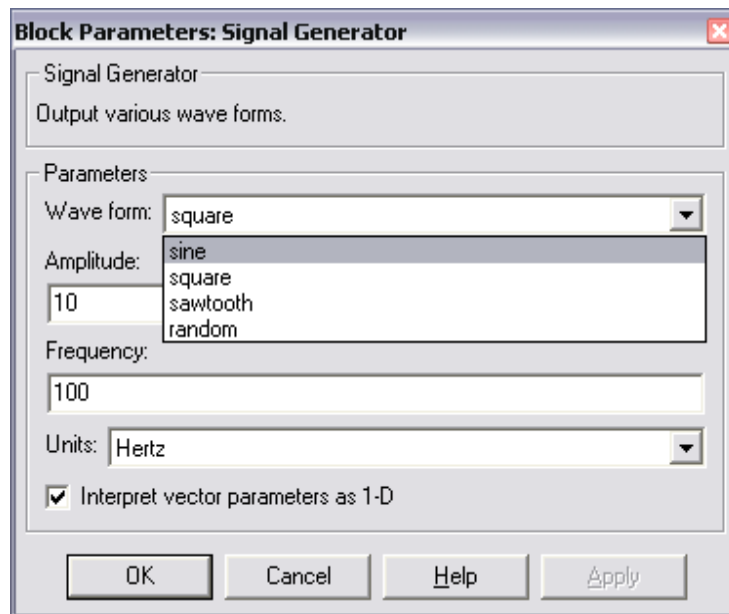 Block Parameters: Signal Generator
Signal Generator
Output various wave forms.
Parameters
Wave form: square
sine
square
sawtooth
random
Amplitude:
10
Frequency:
100
Units: Hertz
Interpret vector parameters as 1-D
OK Cancel Help Apply